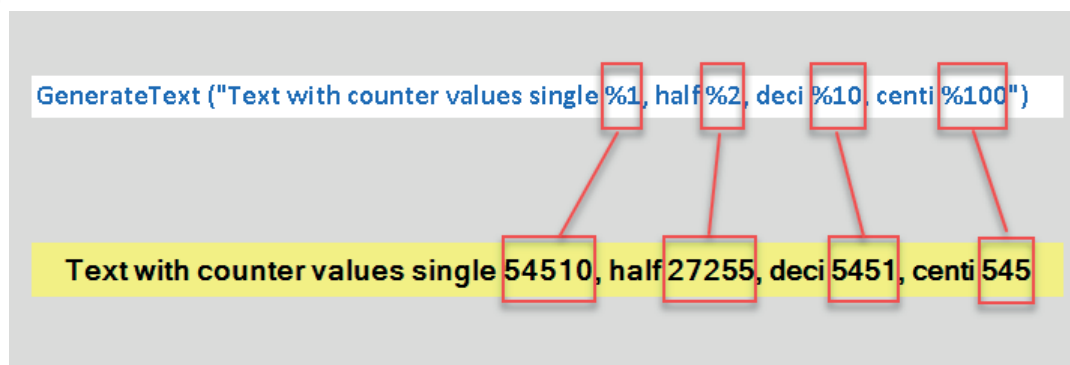 GenerateText ("Text with counter values single %1, half %2, deci %10, centi %100")
Text with counter values single 54510, half 27255, deci 5451, centi 545